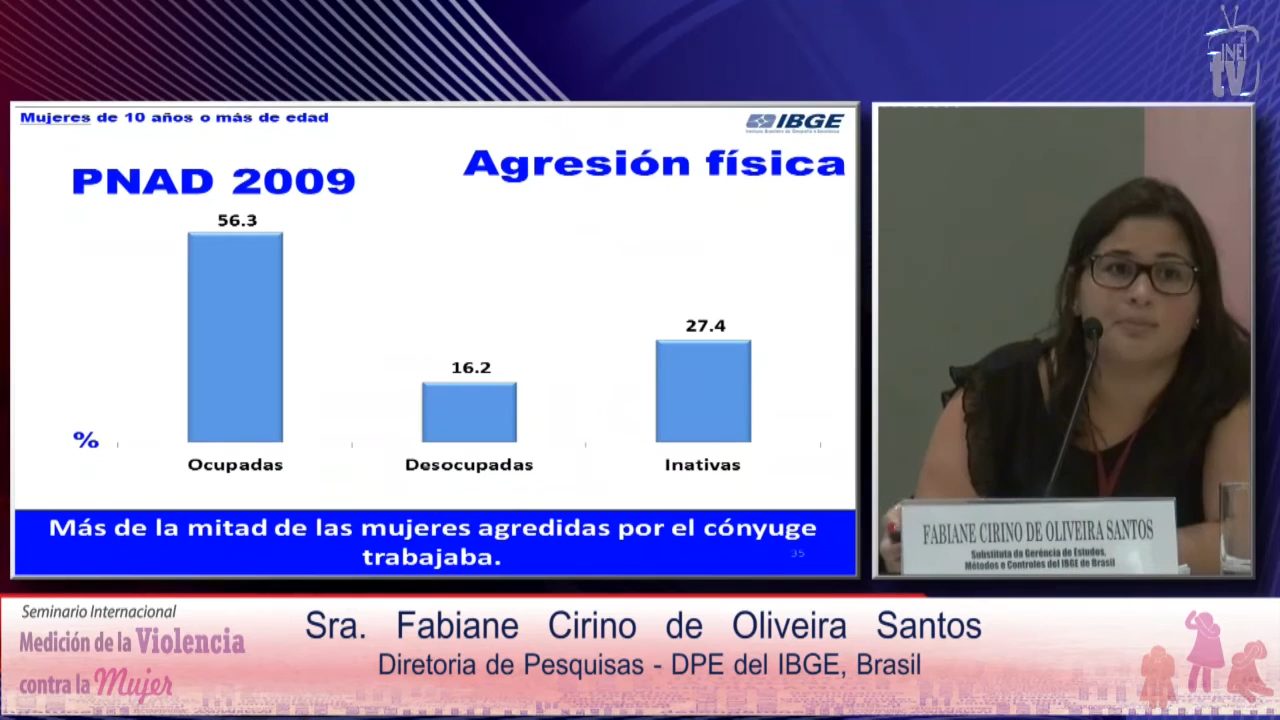 INEI
tv
Mujeres de 10 años o más de edad
IBGE
Agresión física
PNAD 2009
56.3
27.4
16.2
%
Ocupadas
Desocupadas
Inativas
Más de la mitad de las mujeres agredidas por el cónyuge
trabajaba.
35
FABIANE CIRINO DE OLIVEIRA SANTOS
Substituta da Gerência de Estudos,
Métodos e Controles del IBGE de Brasil
Seminario Internacional
Medición de la Violencia
contra la Mujer
Sra. Fabiane Cirino de Oliveira Santos
Diretoria de Pesquisas - DPE del IBGE, Brasil